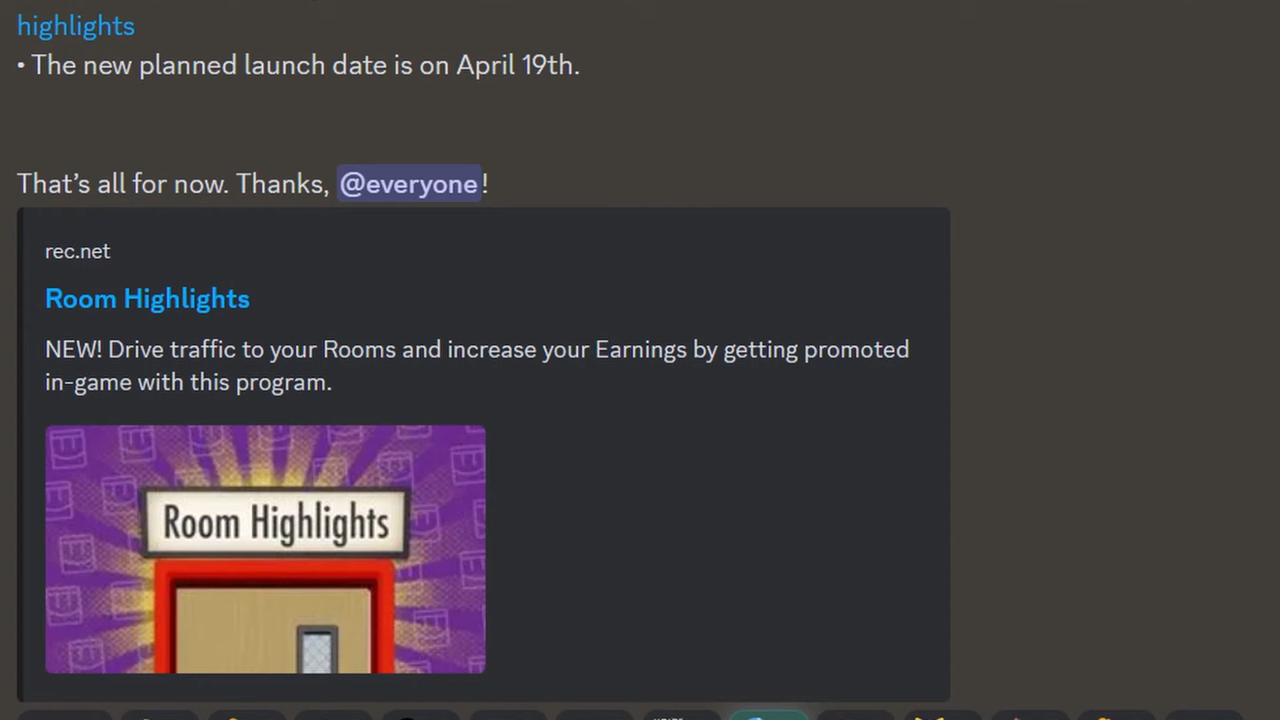 highlights
• The new planned launch date is on April 19th.
That’s all for now. Thanks, @everyone!
rec.net
Room Highlights
NEW! Drive traffic to your Rooms and increase your Earnings by getting promoted
in-game with this program.
Room Highlights